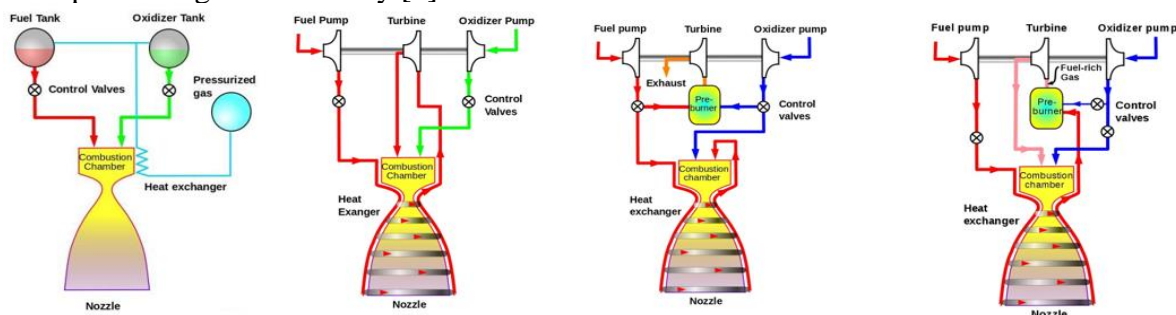 Fuel Tank
Oxidizer Tank
Pressurized
gas
Control Valves
Combustion
Chamber
Heat exchanger
Nozzle
Fuel Pump
Turbine
Oxidizer Pump
Control
Valves
Combustion
Chamber
Heat
Exanger
Nozzle
Fuel pump
Turbine
Oxidizer pump
Exhaust
Pre-
burner
Control
valves
Combustion
chamber
Heat
exchanger
Nozzle
Fuel pump
Turbine
Oxidizer pump
Fuel-rich
Gas
Pre-
burner
Control
valves
Combustion
chamber
Heat
exchanger
Nozzle